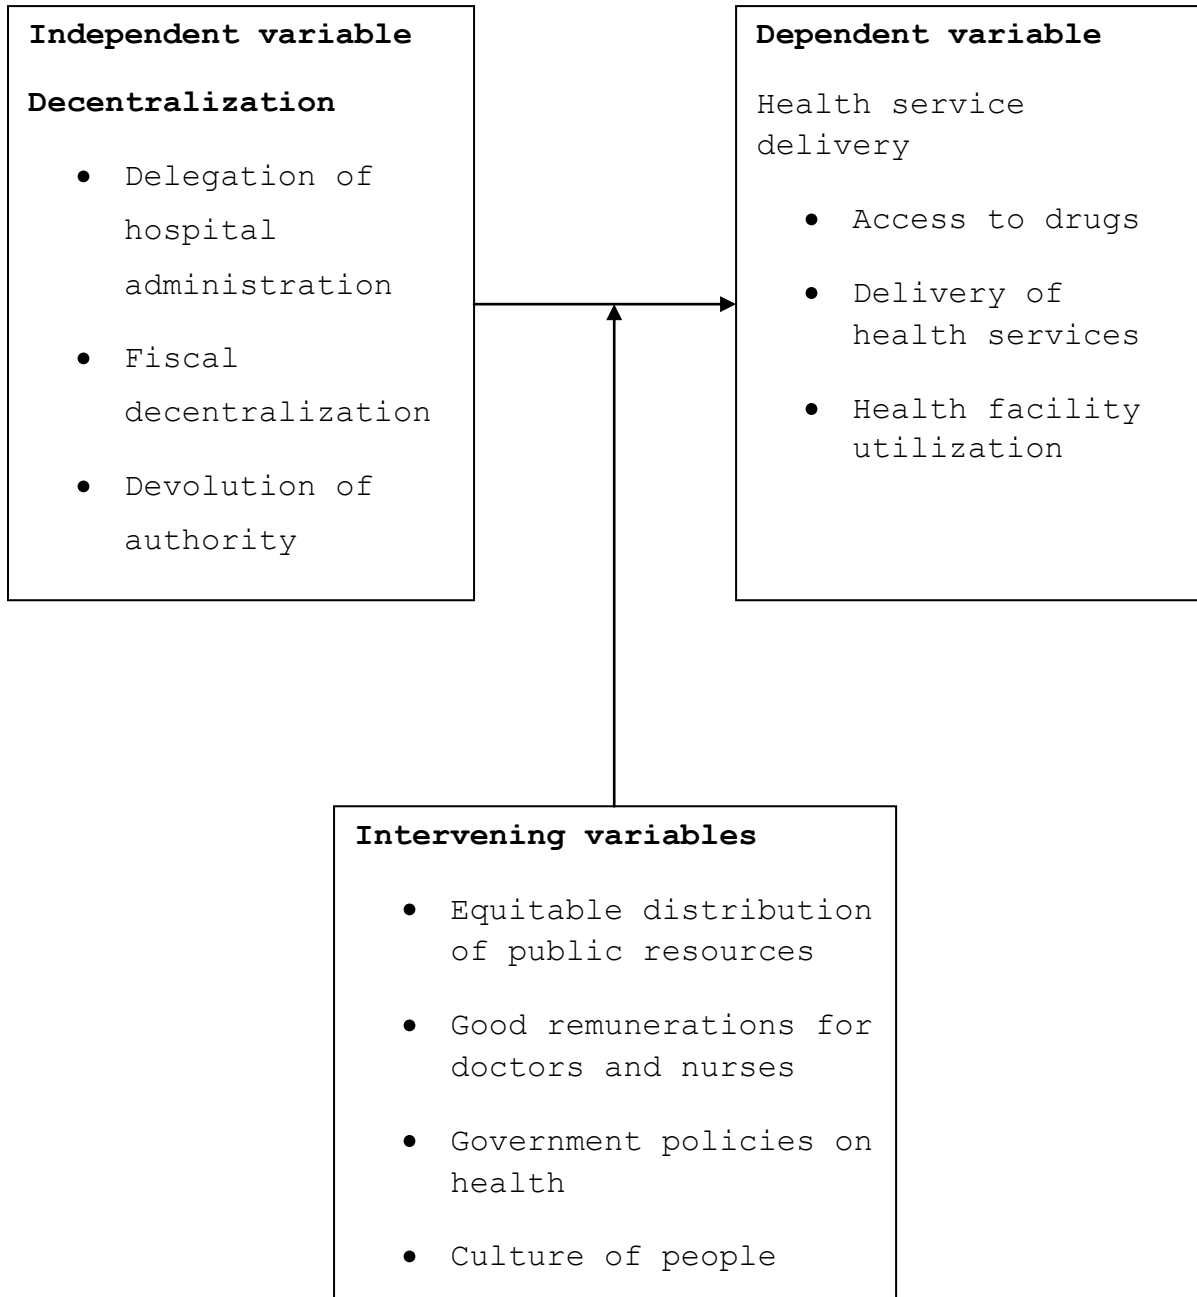 Independent variable
Decentralization
• Delegation of
hospital
administration
• Fiscal
decentralization
• Devolution of
authority
Dependent variable
Health service
delivery
• Access to drugs
• Delivery of
health services
• Health facility
utilization
Intervening variables
• Equitable distribution
of public resources
• Good remunerations for
doctors and nurses
• Government policies on
health
• Culture of people